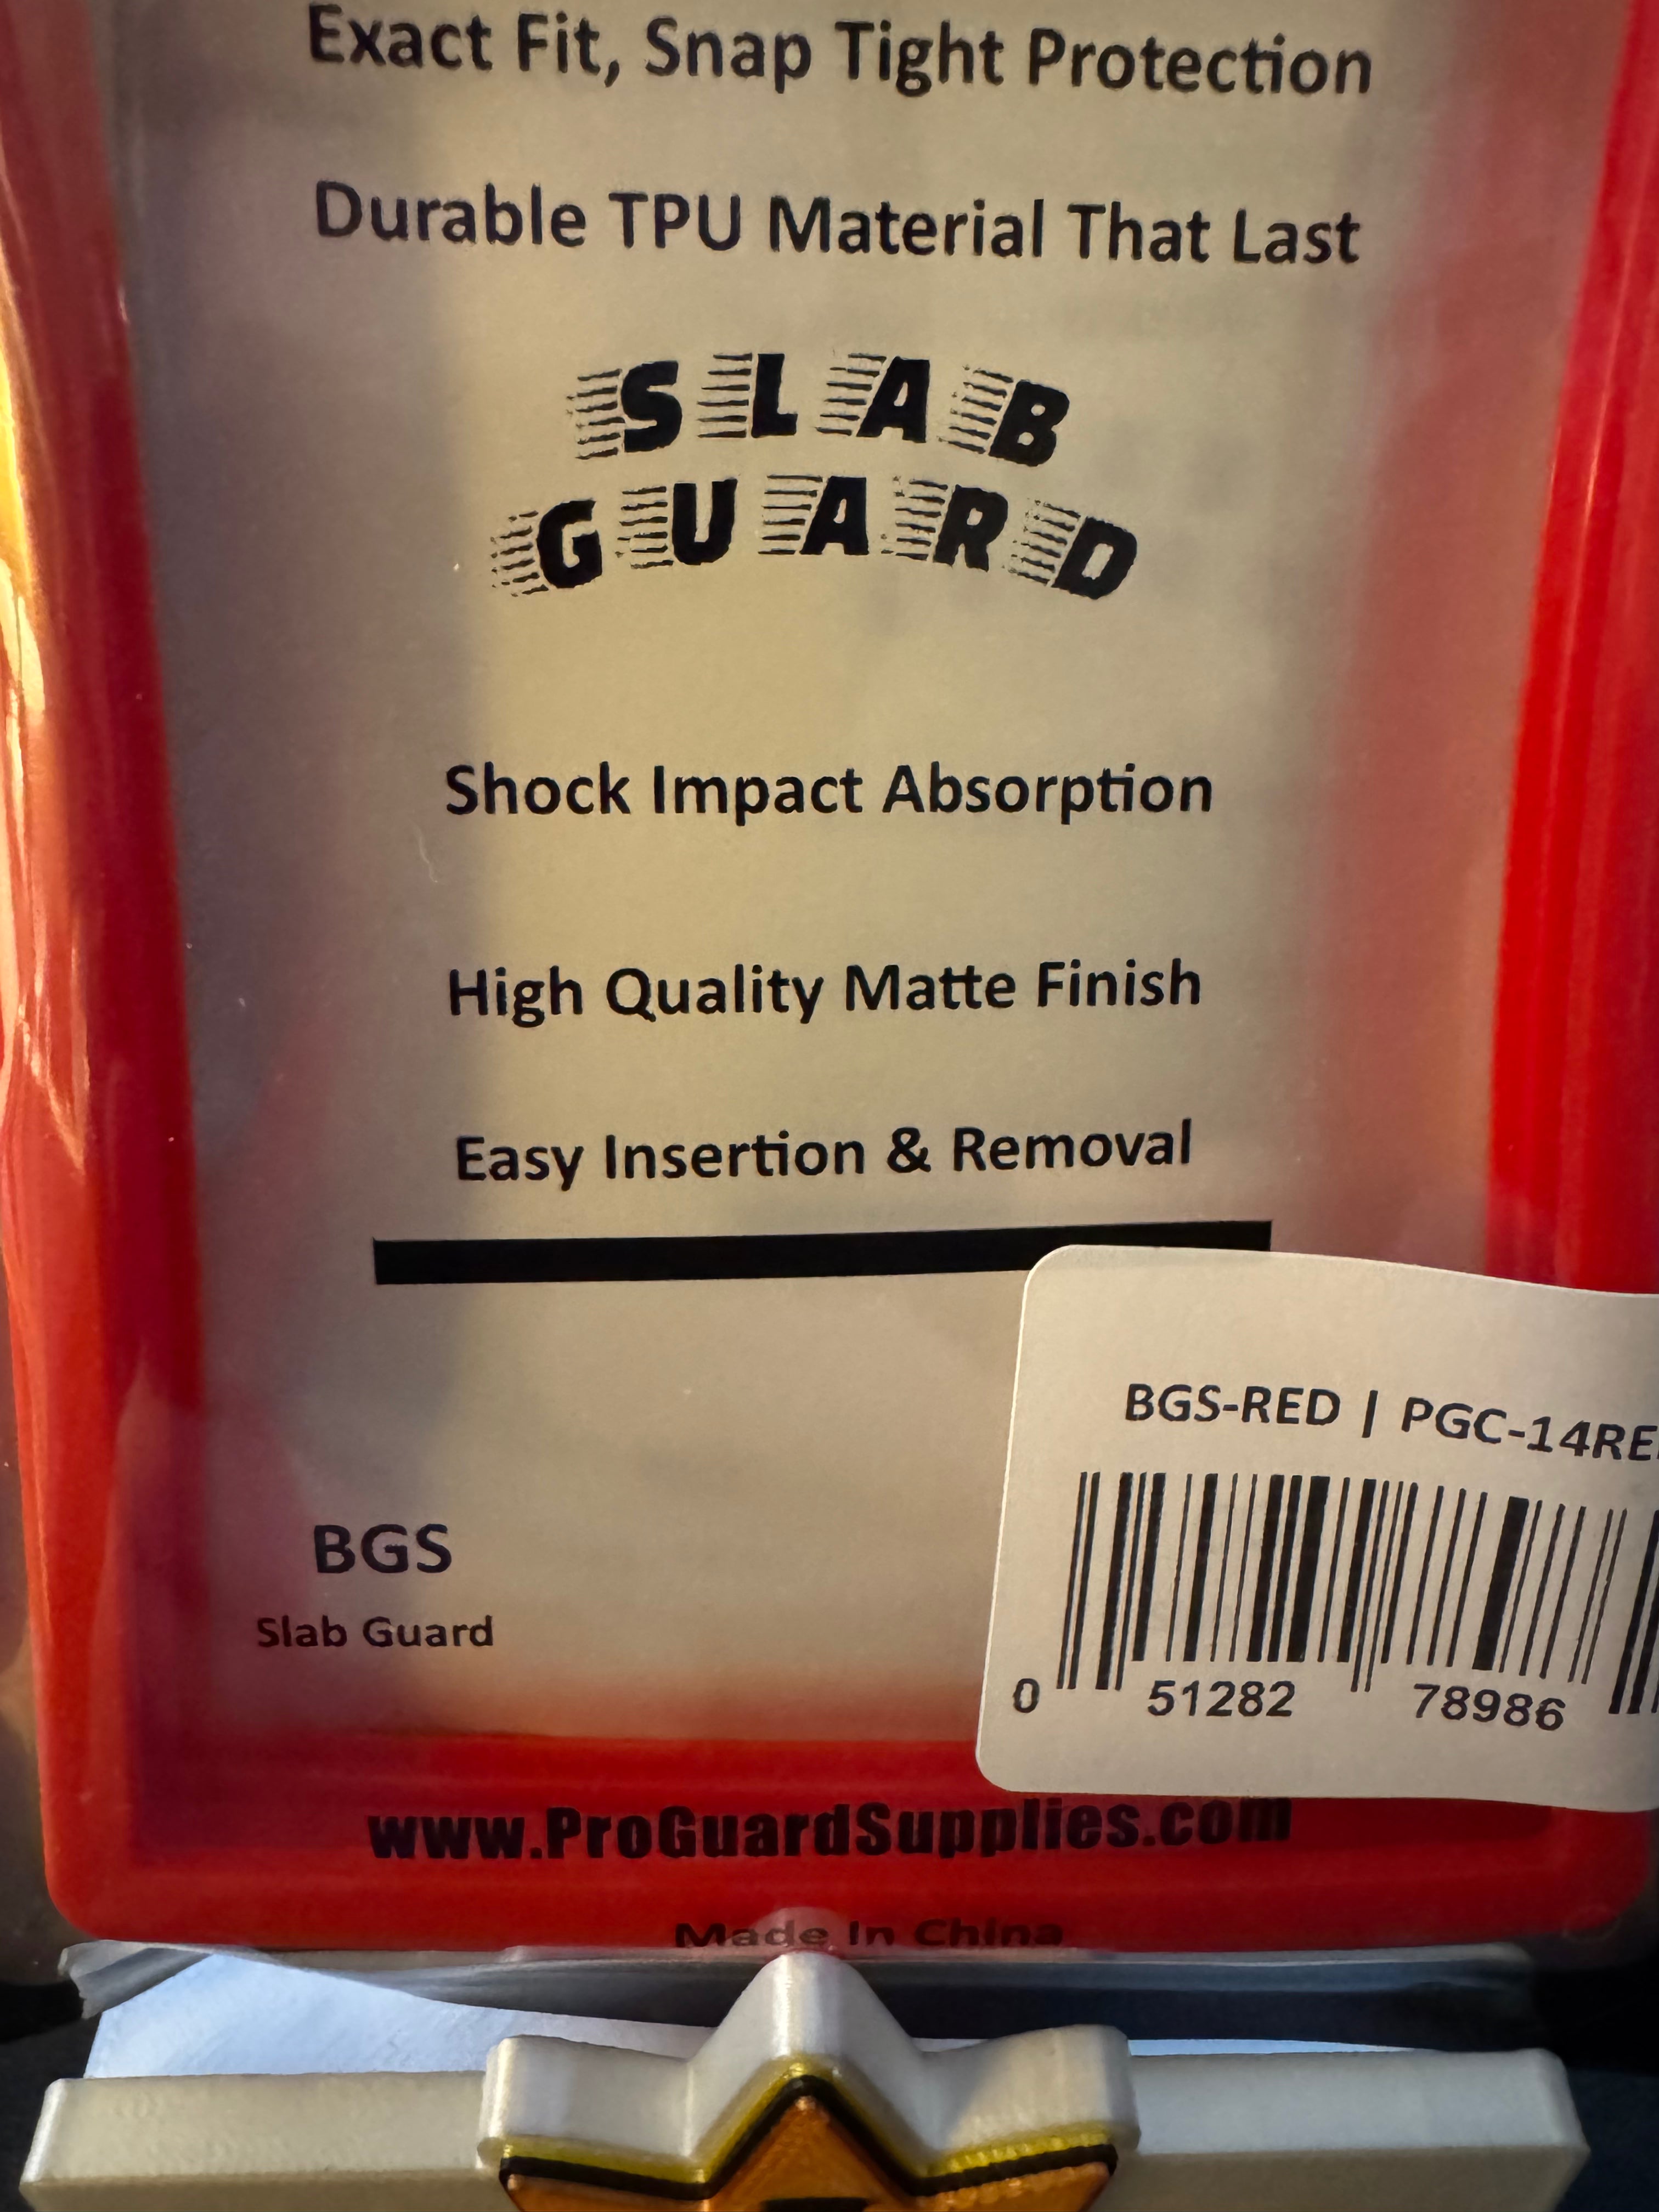 Exact Fit, Snap Tight Protection
Durable TPU Material That Last
SLAB
GUARD
Shock Impact Absorption
High Quality Matte Finish
Easy Insertion & Removal
BGS-RED | PGC-14RE
0 51282 78986
BGS
Slab Guard
www.ProGuardSupplies.com
Made In China